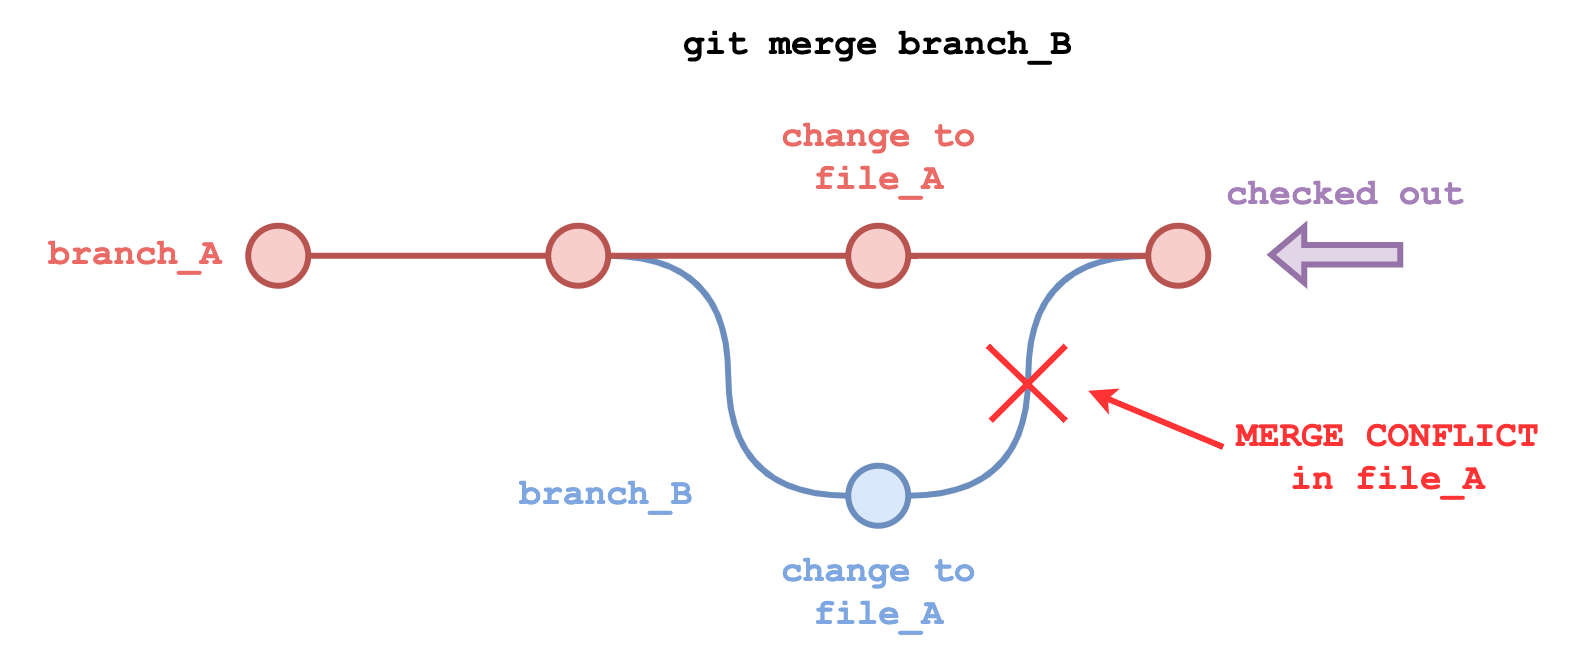 git merge branch_B
change to
file_A
checked out
branch_A
MERGE CONFLICT
in file_A
branch_B
change to
file_A